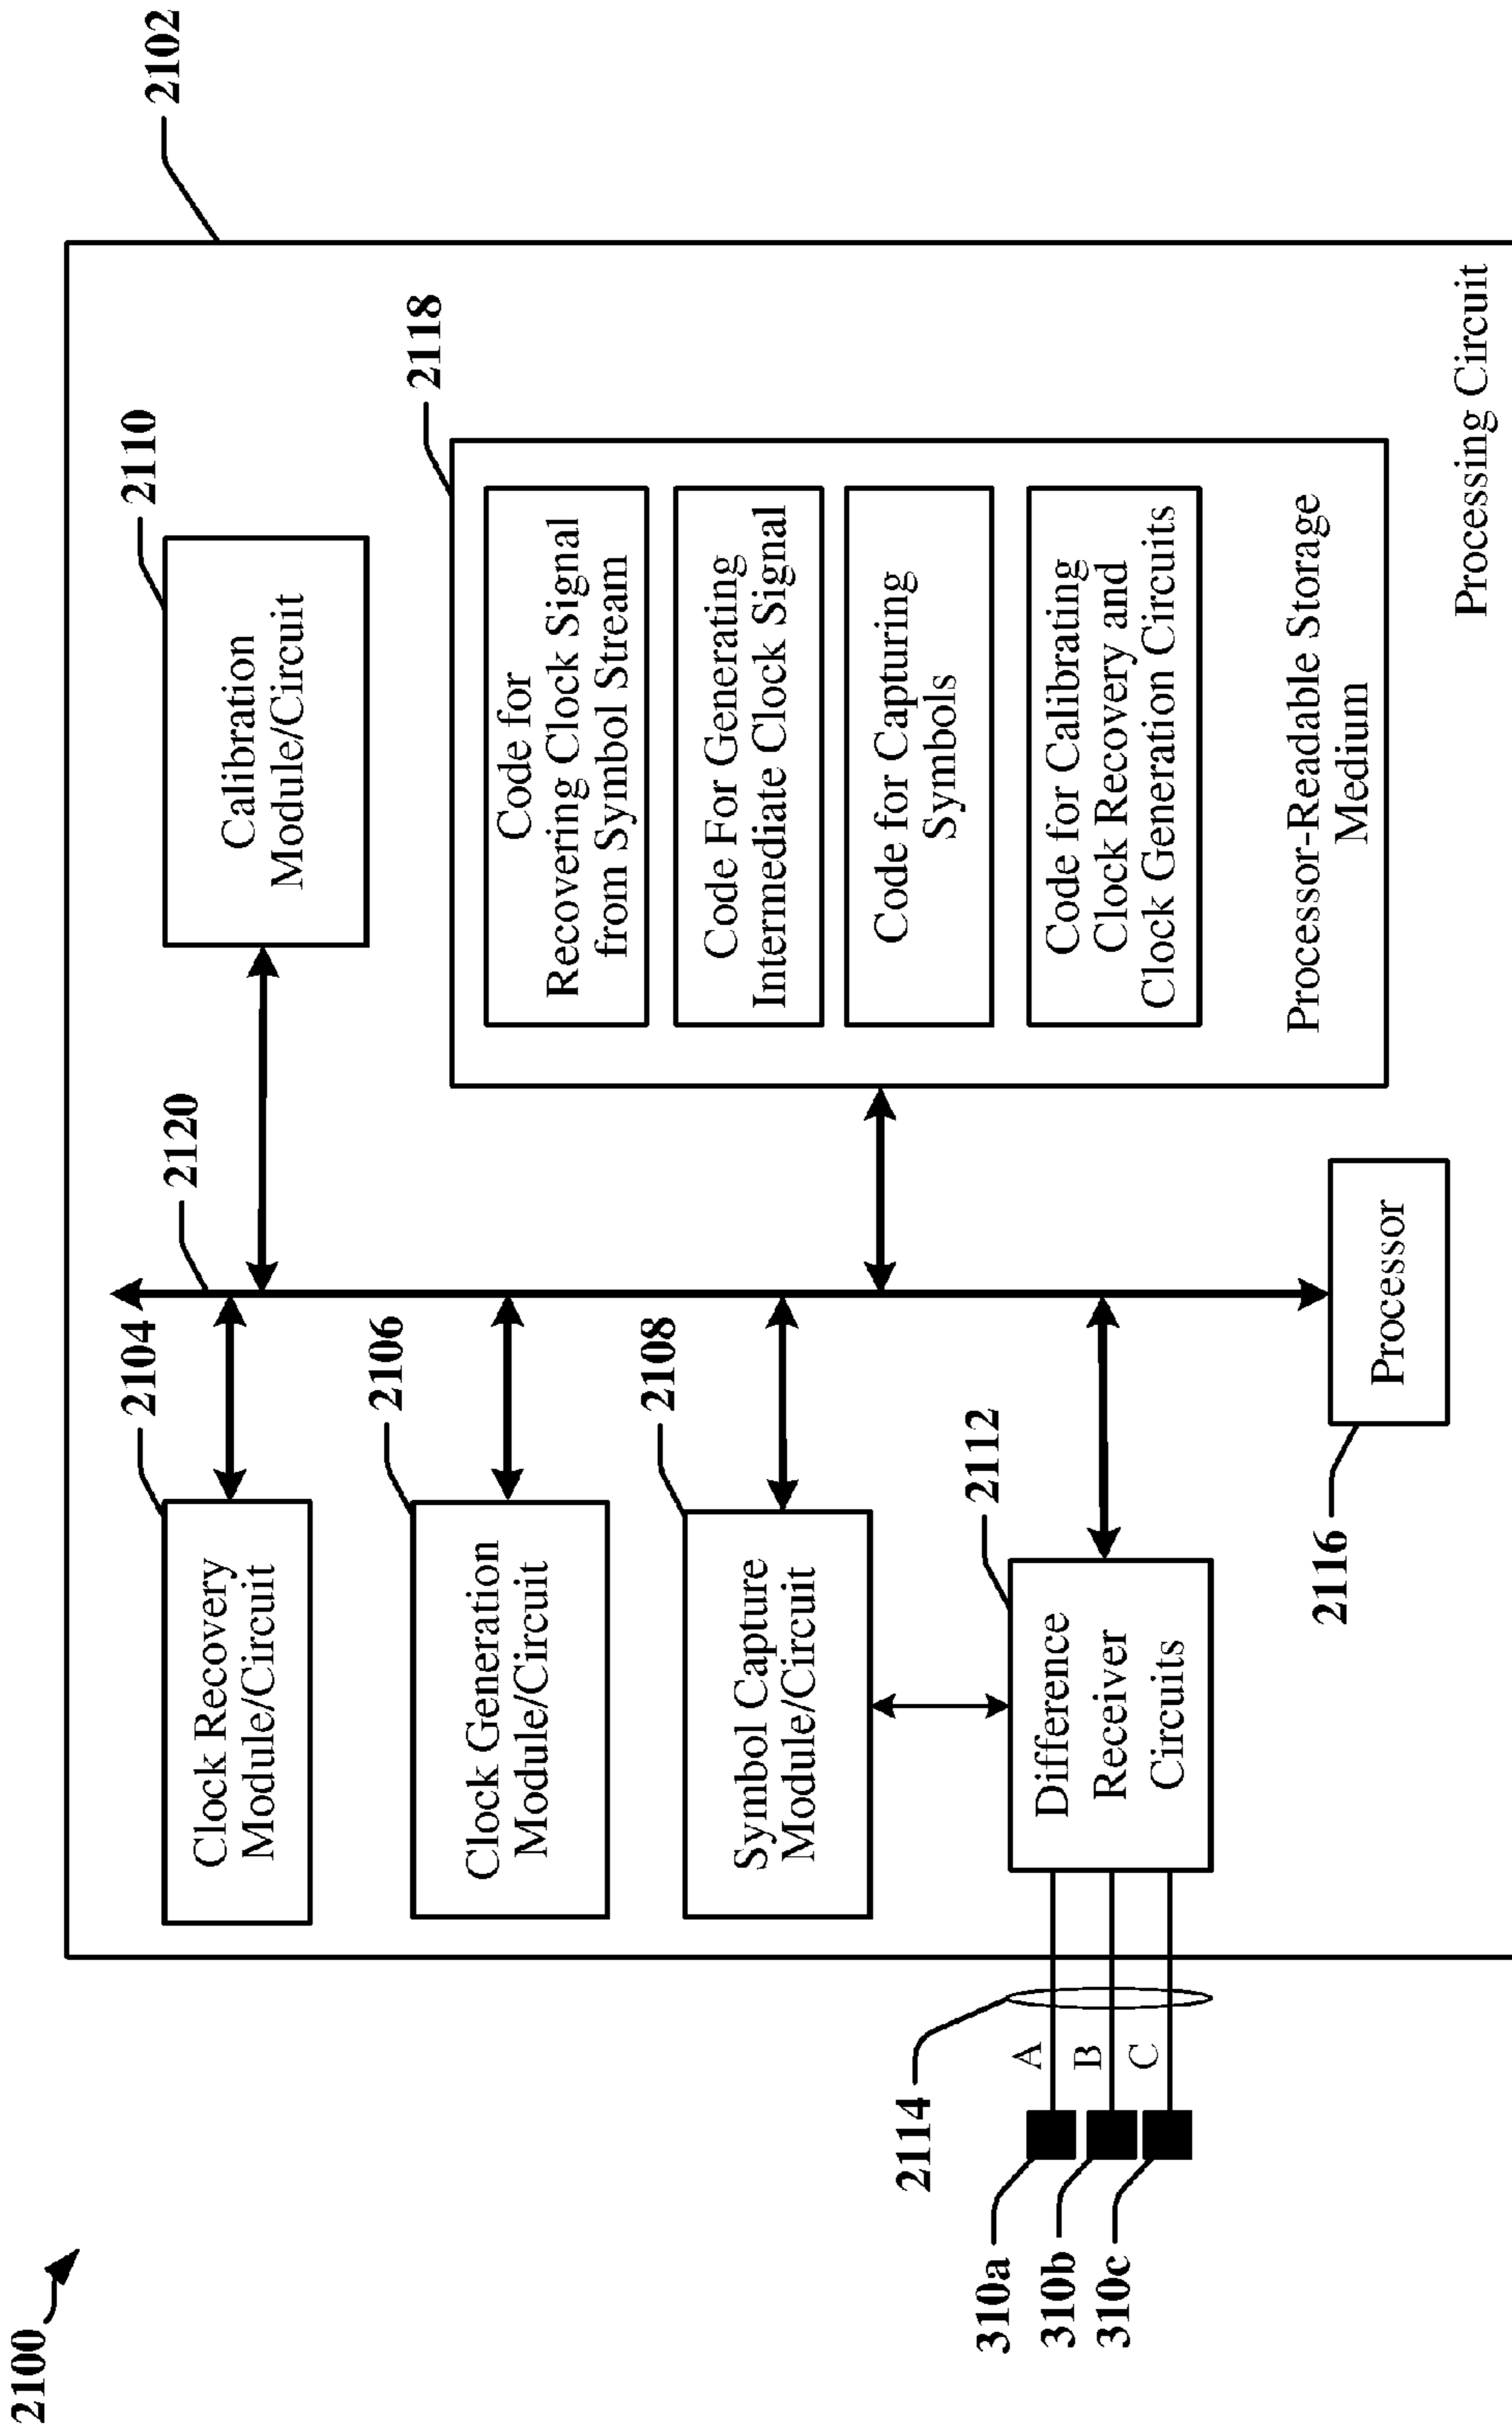 2100
2102
2104
Clock Recovery
Module/Circuit
2120
2110
Calibration
Module/Circuit
2106
Clock Generation
Module/Circuit
2108
Symbol Capture
Module/Circuit
2118
Code for
Recovering Clock Signal
from Symbol Stream
Code For Generating
Intermediate Clock Signal
Code for Capturing
Symbols
Code for Calibrating
Clock Recovery and
Clock Generation Circuits
Processor-Readable Storage
Medium
2112
Difference
Receiver
Circuits
2114
A
B
C
310a
310b
310c
2116
Processor
Processing Circuit